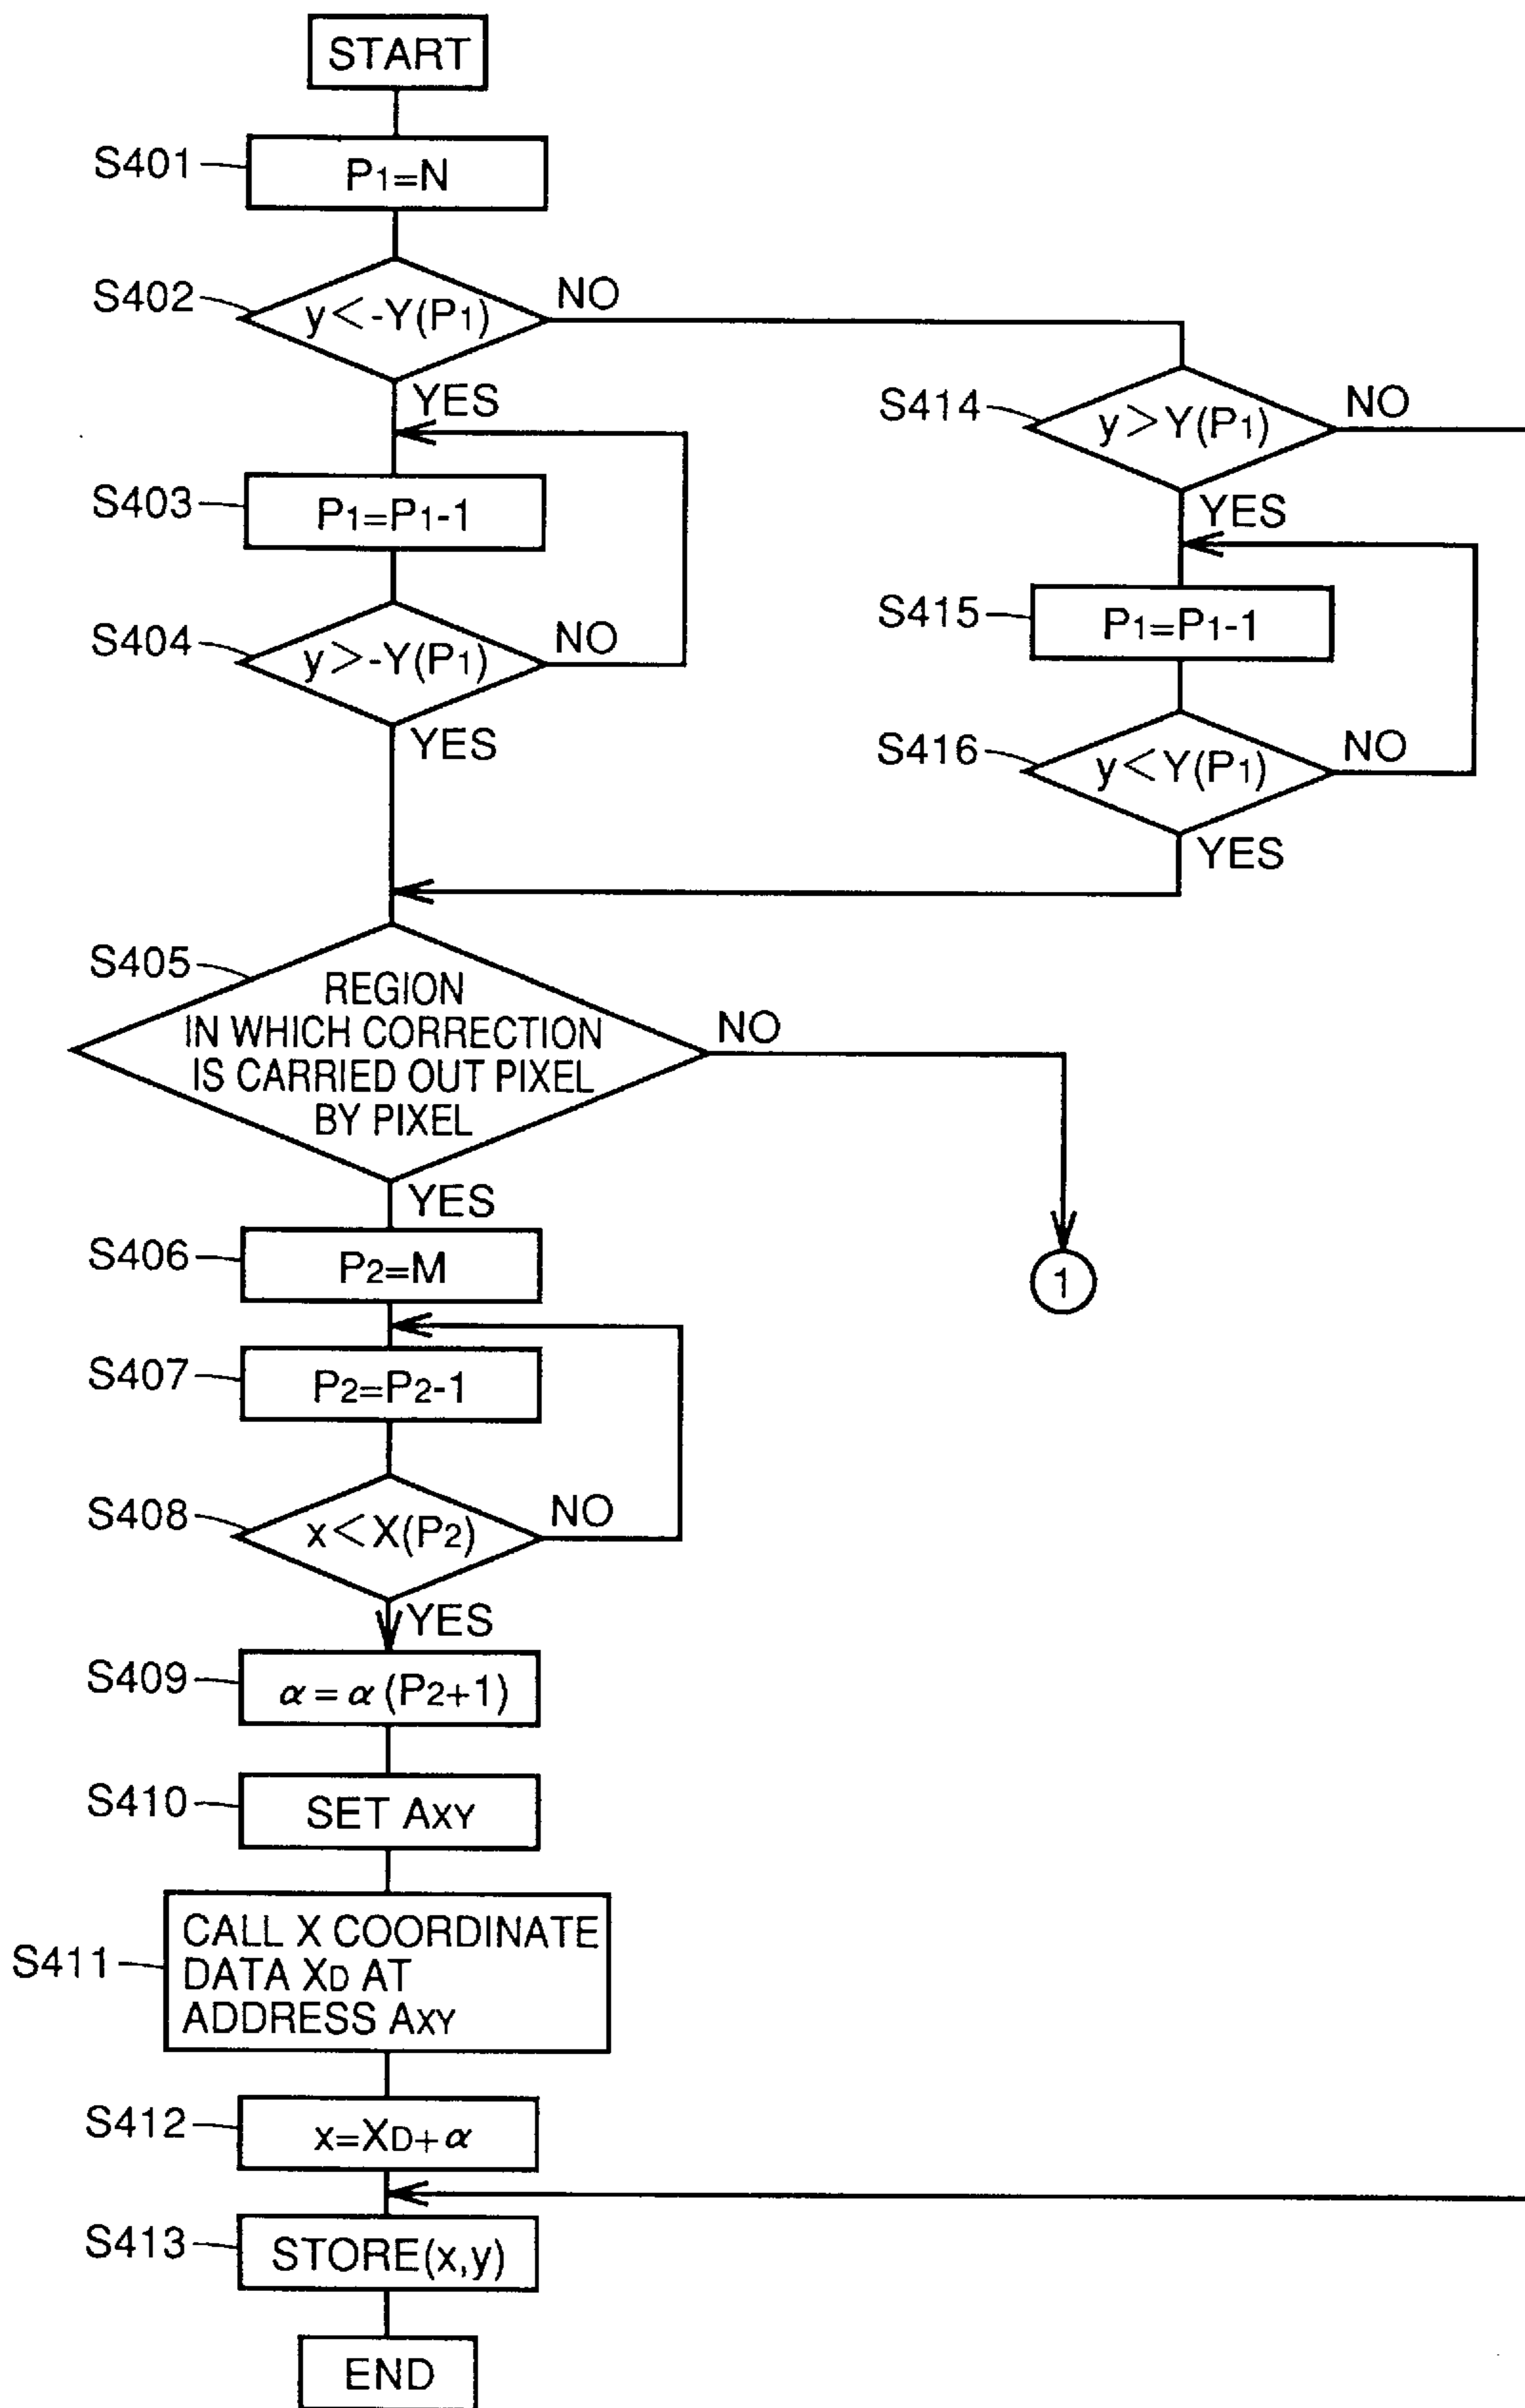 START
S401
P1=N
S402
y<-Y(P1)
NO
YES
S414
y>Y(P1)
NO
YES
S403
P1=P1-1
S415
P1=P1-1
S404
y>-Y(P1)
NO
YES
S416
y<Y(P1)
NO
YES
S405
REGION
IN WHICH CORRECTION
IS CARRIED OUT PIXEL
BY PIXEL
NO
YES
1
S406
P2=M
S407
P2=P2-1
S408
x<X(P2)
NO
YES
S409
α=α(P2+1)
S410
SET AXY
S411
CALL X COORDINATE
DATA XD AT
ADDRESS AXY
S412
x=XD+α
S413
STORE(x,y)
END